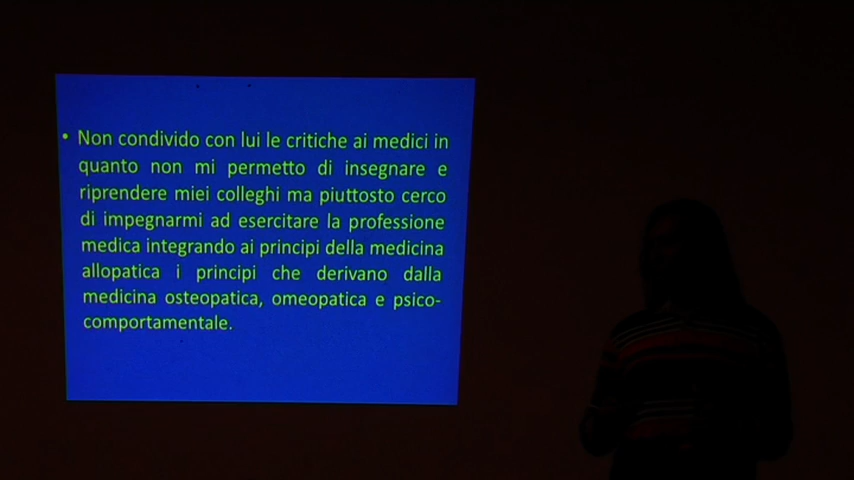 • Non condivido con lui le critiche ai medici in
quanto non mi permetto di insegnare e
riprendere miei colleghi ma piuttosto cerco
di impegnarmi ad esercitare la professione
medica integrando ai principi della medicina
allopatica i principi che derivano dalla
medicina osteopatica, omeopatica e psico-
comportamentale.